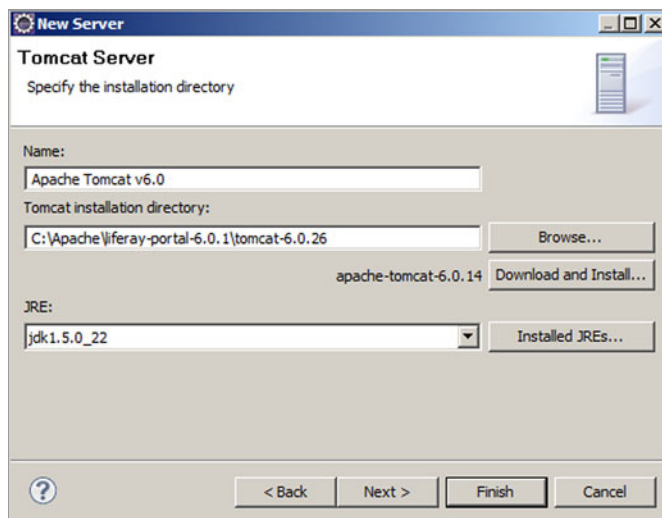 New Server
Tomcat Server
Specify the installation directory
Name:
Apache Tomcat v6.0
Tomcat installation directory:
C:\Apache\liferay-portal-6.0.1\tomcat-6.0.26
Browse...
apache-tomcat-6.0.14
Download and Install...
JRE:
jdk1.5.0_22
Installed JREs...
?
< Back
Next >
Finish
Cancel